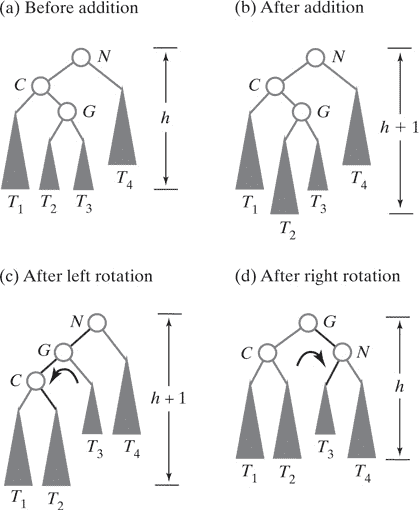 (a) Before addition
N
C
G
h
T1 T2 T3
T4
(b) After addition
N
C
G
h + 1
T1 T3
T4
T2
(c) After left rotation
N
G
C
h + 1
T3 T4
T1 T2
(d) After right rotation
G
C N
h
T1 T2 T3
T4